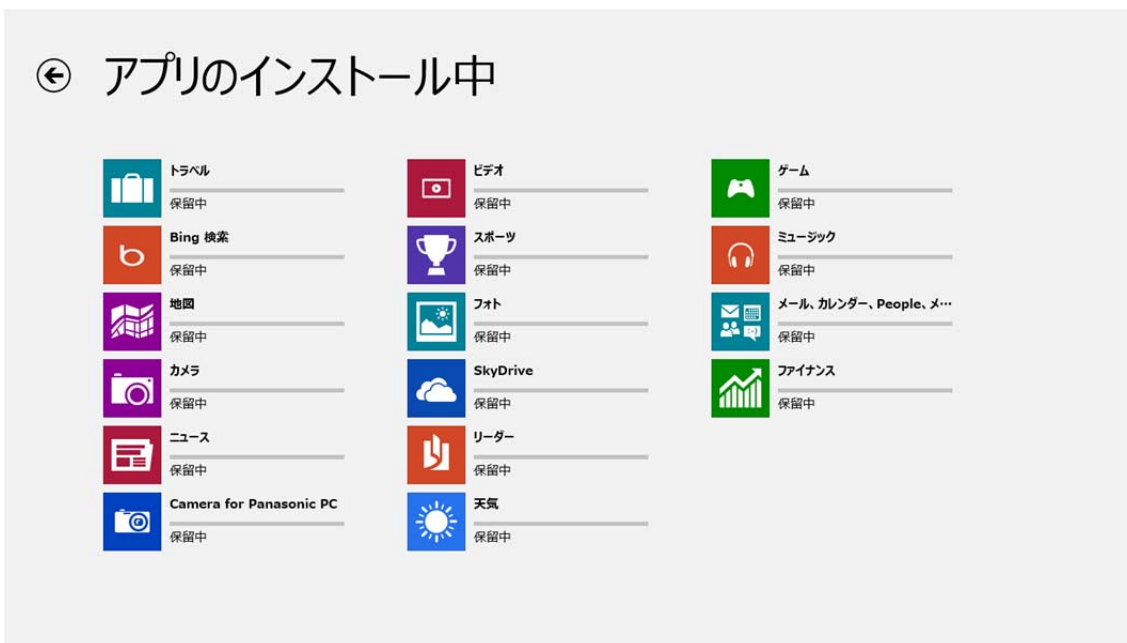 アプリのインストール中
トラベル
保留中
Bing 検索
保留中
地図
保留中
カメラ
保留中
ニュース
保留中
Camera for Panasonic PC
保留中
ビデオ
保留中
スポーツ
保留中
フォト
保留中
SkyDrive
保留中
リーダー
保留中
天気
保留中
ゲーム
保留中
ミュージック
保留中
メール、カレンダー、People、メ…
保留中
ファイナンス
保留中